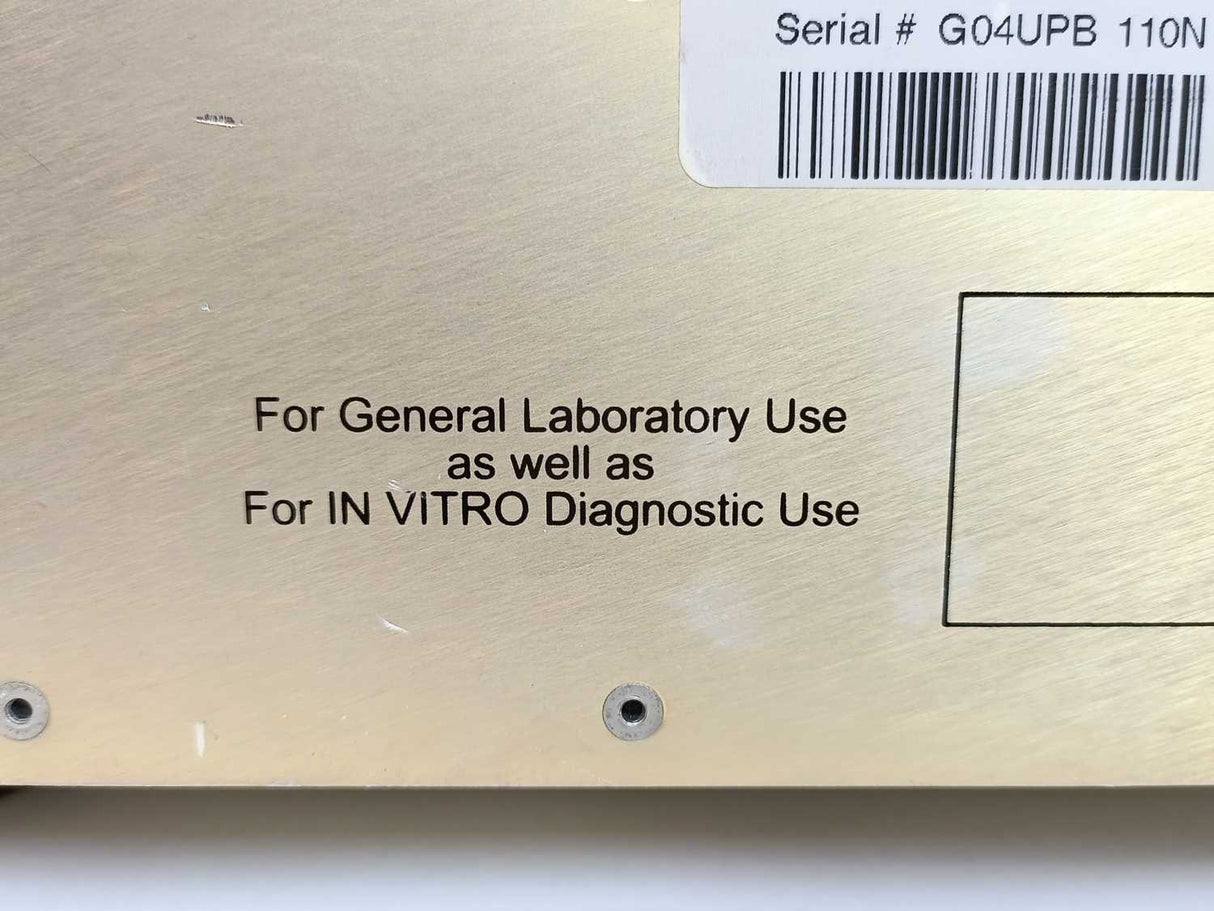 Serial # G04UPB 110N
For General Laboratory Use
as well as
For IN VITRO Diagnostic Use